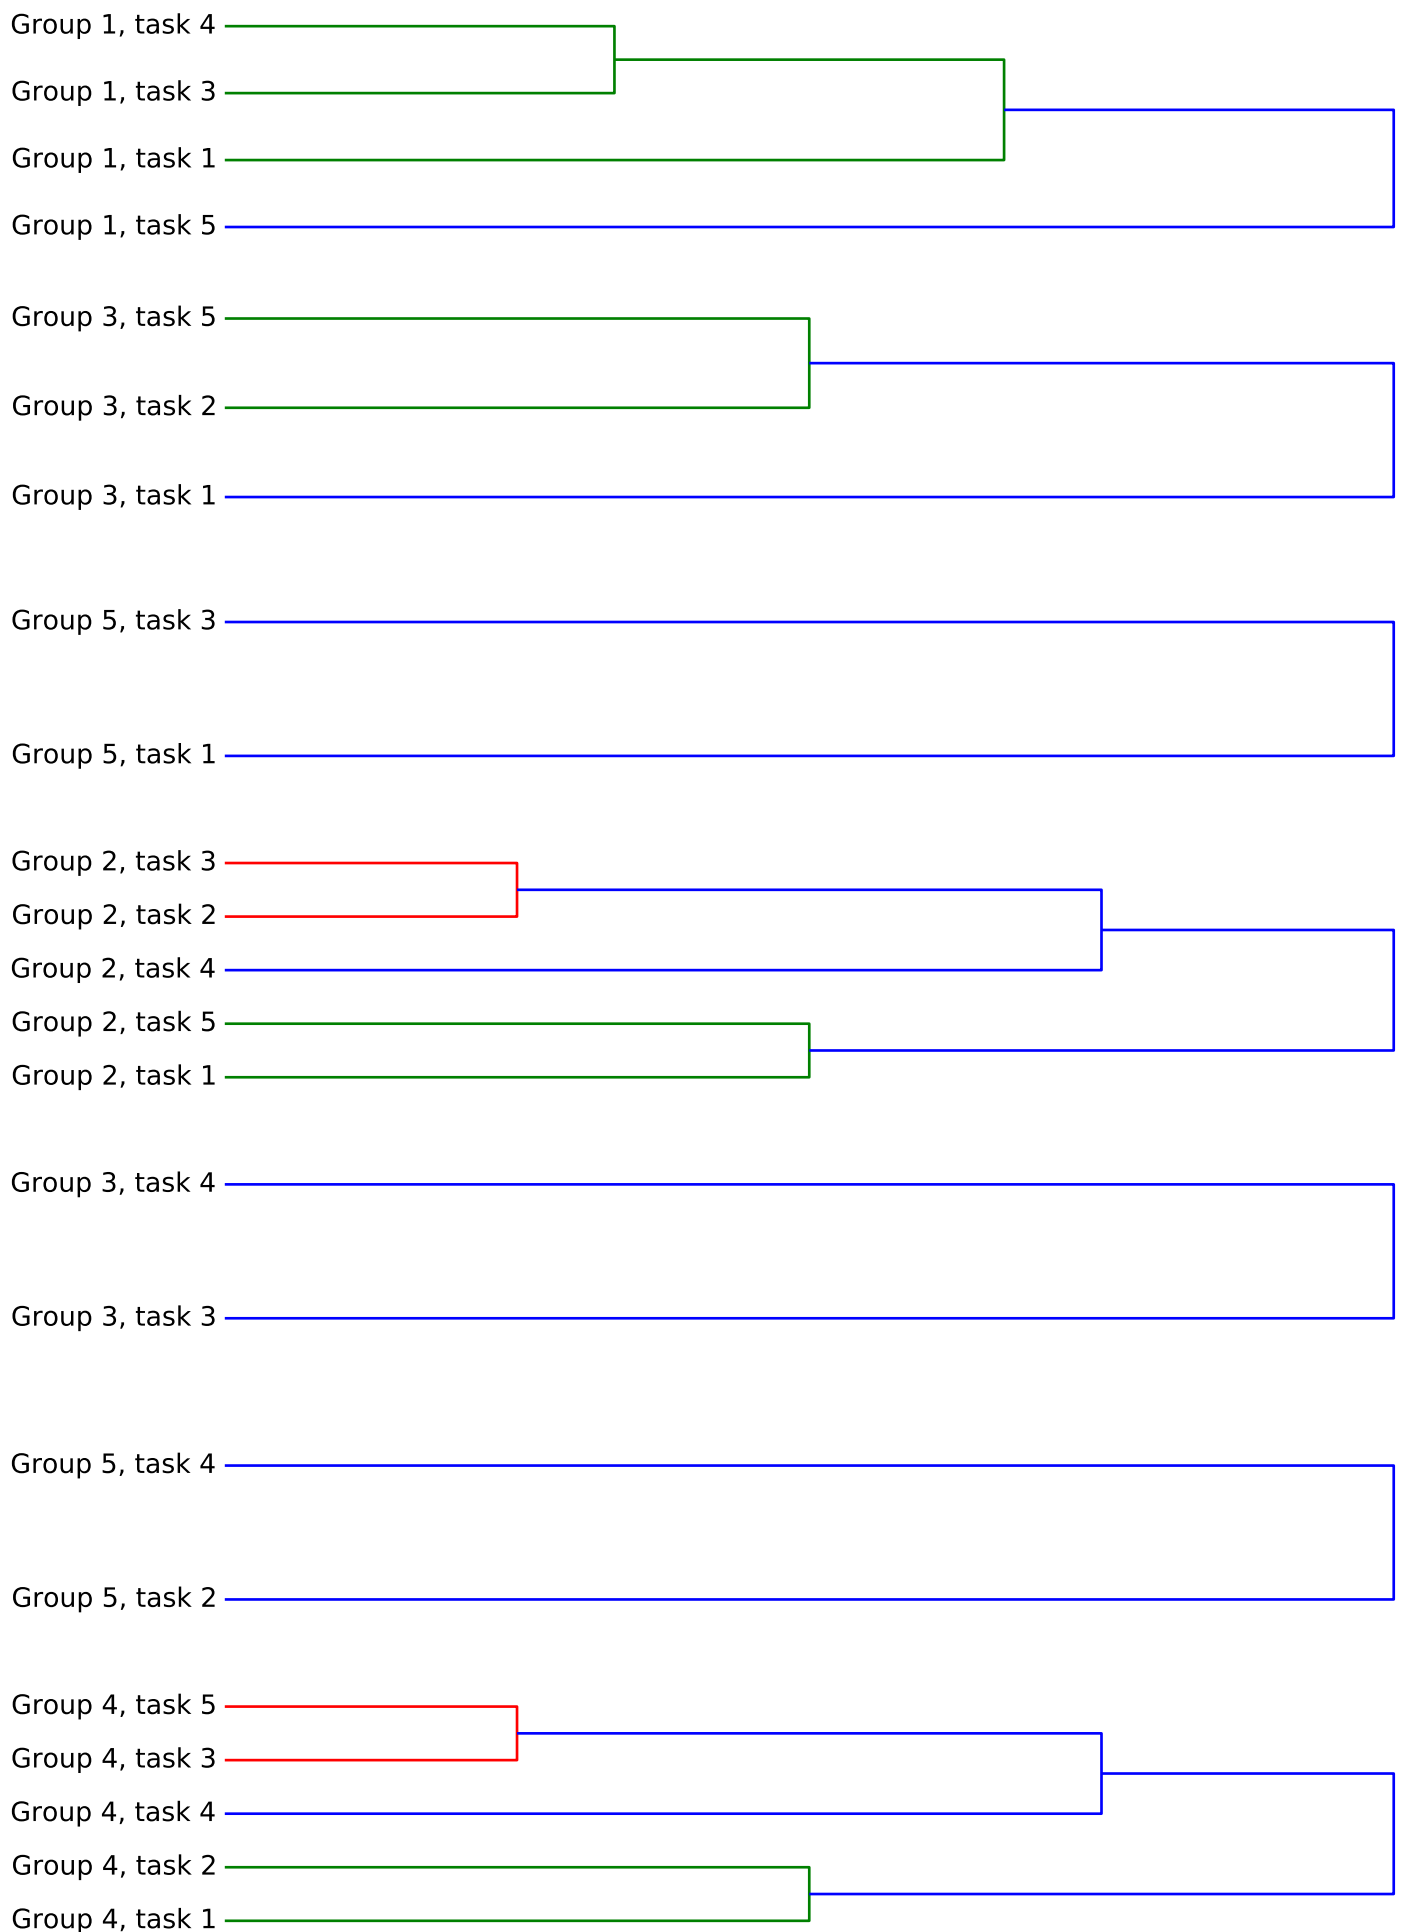 Group 1, task 4
Group 1, task 3
Group 1, task 1
Group 1, task 5
Group 3, task 5
Group 3, task 2
Group 3, task 1
Group 5, task 3
Group 5, task 1
Group 2, task 3
Group 2, task 2
Group 2, task 4
Group 2, task 5
Group 2, task 1
Group 3, task 4
Group 3, task 3
Group 5, task 4
Group 5, task 2
Group 4, task 5
Group 4, task 3
Group 4, task 4
Group 4, task 2
Group 4, task 1